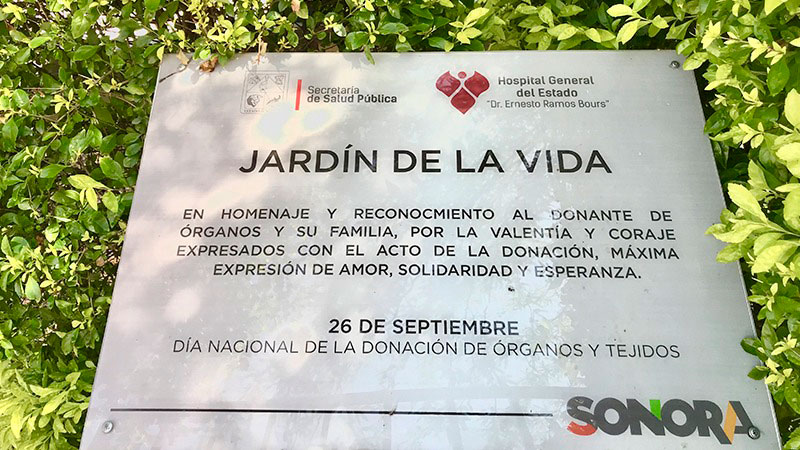 Secretaría
de Salud Pública
Hospital General
del Estado
"Dr. Ernesto Ramos Bours"
JARDÍN DE LA VIDA
EN HOMENAJE Y RECONOCMIENTO AL DONANTE DE
ÓRGANOS Y SU FAMILIA, POR LA VALENTÍA Y CORAJE
EXPRESADOS CON EL ACTO DE LA DONACIÓN, MÁXIMA
EXPRESIÓN DE AMOR, SOLIDARIDAD Y ESPERANZA.
26 DE SEPTIEMBRE
DÍA NACIONAL DE LA DONACIÓN DE ÓRGANOS Y TEJIDOS
SONORA